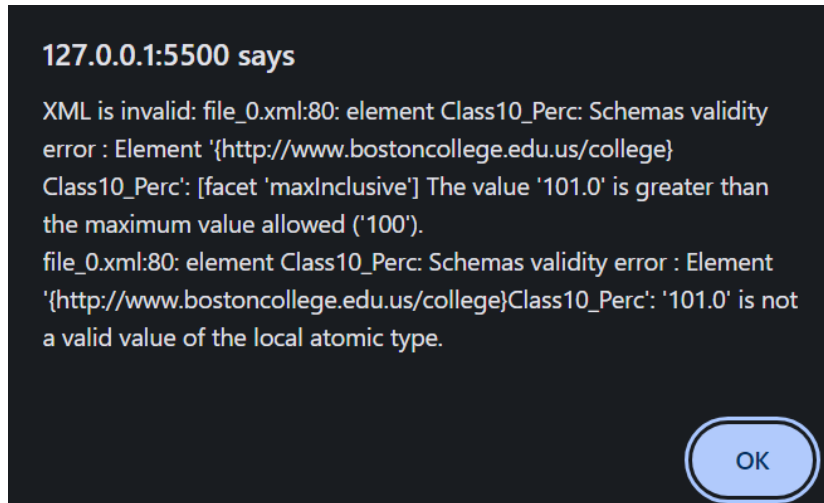 127.0.0.1:5500 says
XML is invalid: file_0.xml:80: element Class10_Perc: Schemas validity
error : Element '{http://www.bostoncollege.edu.us/college}
Class10_Perc': [facet 'maxInclusive'] The value '101.0' is greater than
the maximum value allowed ('100').
file_0.xml:80: element Class10_Perc: Schemas validity error : Element
'{http://www.bostoncollege.edu.us/college}Class10_Perc': '101.0' is not
a valid value of the local atomic type.
OK